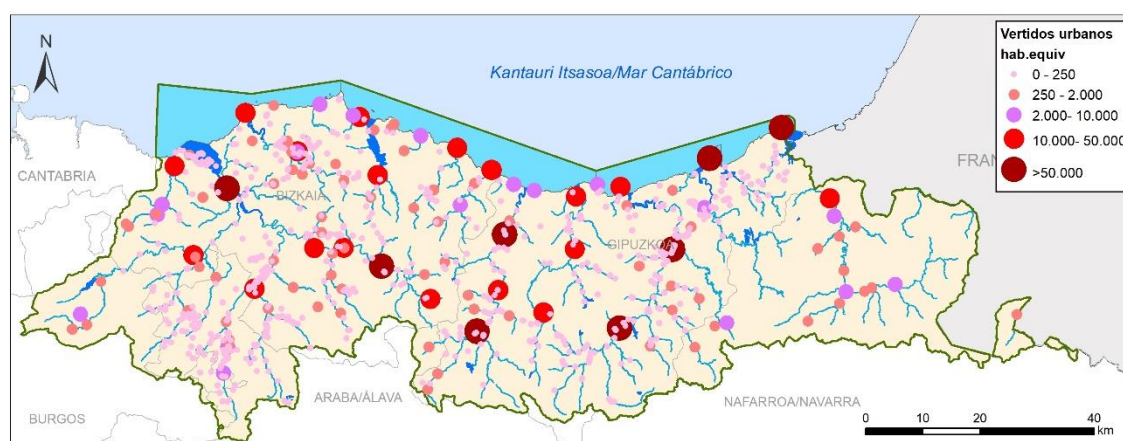 N
Kantauri Itsasoa/Mar Cantábrico
Vertidos urbanos
hab.equiv
0 - 250
250 - 2.000
2.000- 10.000
10.000- 50.000
>50.000
FRAN
CANTABRIA
BIZKAIA
GIPUZKOA
ARABA/ÁLAVA
NAFARROA/NAVARRA
BURGOS
0 10 20 40
km